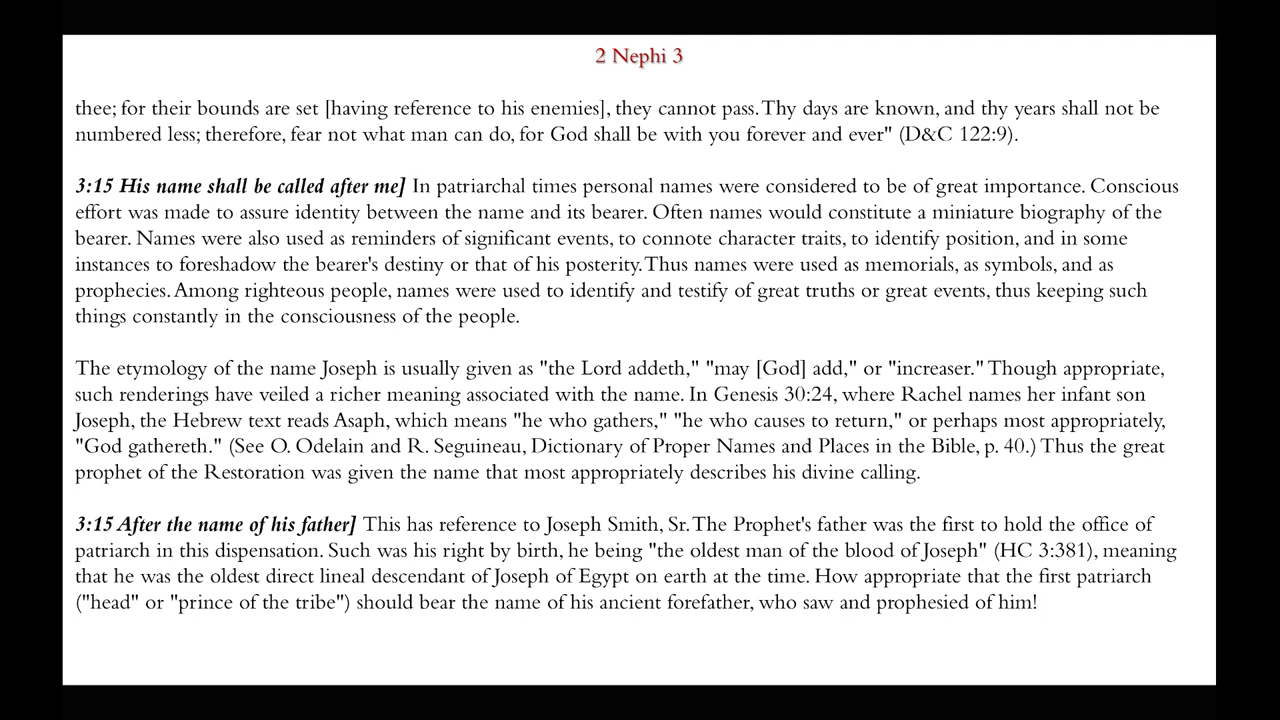 2 Nephi 3
thee; for their bounds are set [having reference to his enemies], they cannot pass. Thy days are known, and thy years shall not be
numbered less; therefore, fear not what man can do, for God shall be with you forever and ever" (D&C 122:9).
3:15 His name shall be called after me] In patriarchal times personal names were considered to be of great importance. Conscious
effort was made to assure identity between the name and its bearer. Often names would constitute a miniature biography of the
bearer. Names were also used as reminders of significant events, to connote character traits, to identify position, and in some
instances to foreshadow the bearer's destiny or that of his posterity. Thus names were used as memorials, as symbols, and as
prophecies. Among righteous people, names were used to identify and testify of great truths or great events, thus keeping such
things constantly in the consciousness of the people.
The etymology of the name Joseph is usually given as "the Lord addeth," "may [God] add," or "increaser." Though appropriate,
such renderings have veiled a richer meaning associated with the name. In Genesis 30:24, where Rachel names her infant son
Joseph, the Hebrew text reads Asaph, which means "he who gathers," "he who causes to return," or perhaps most appropriately,
"God gathereth." (See O. Odelain and R. Seguineau, Dictionary of Proper Names and Places in the Bible, p. 40.) Thus the great
prophet of the Restoration was given the name that most appropriately describes his divine calling.
3:15 After the name of his father] This has reference to Joseph Smith, Sr. The Prophet's father was the first to hold the office of
patriarch in this dispensation. Such was his right by birth, he being "the oldest man of the blood of Joseph" (HC 3:381), meaning
that he was the oldest direct lineal descendant of Joseph of Egypt on earth at the time. How appropriate that the first patriarch
("head" or "prince of the tribe") should bear the name of his ancient forefather, who saw and prophesied of him!